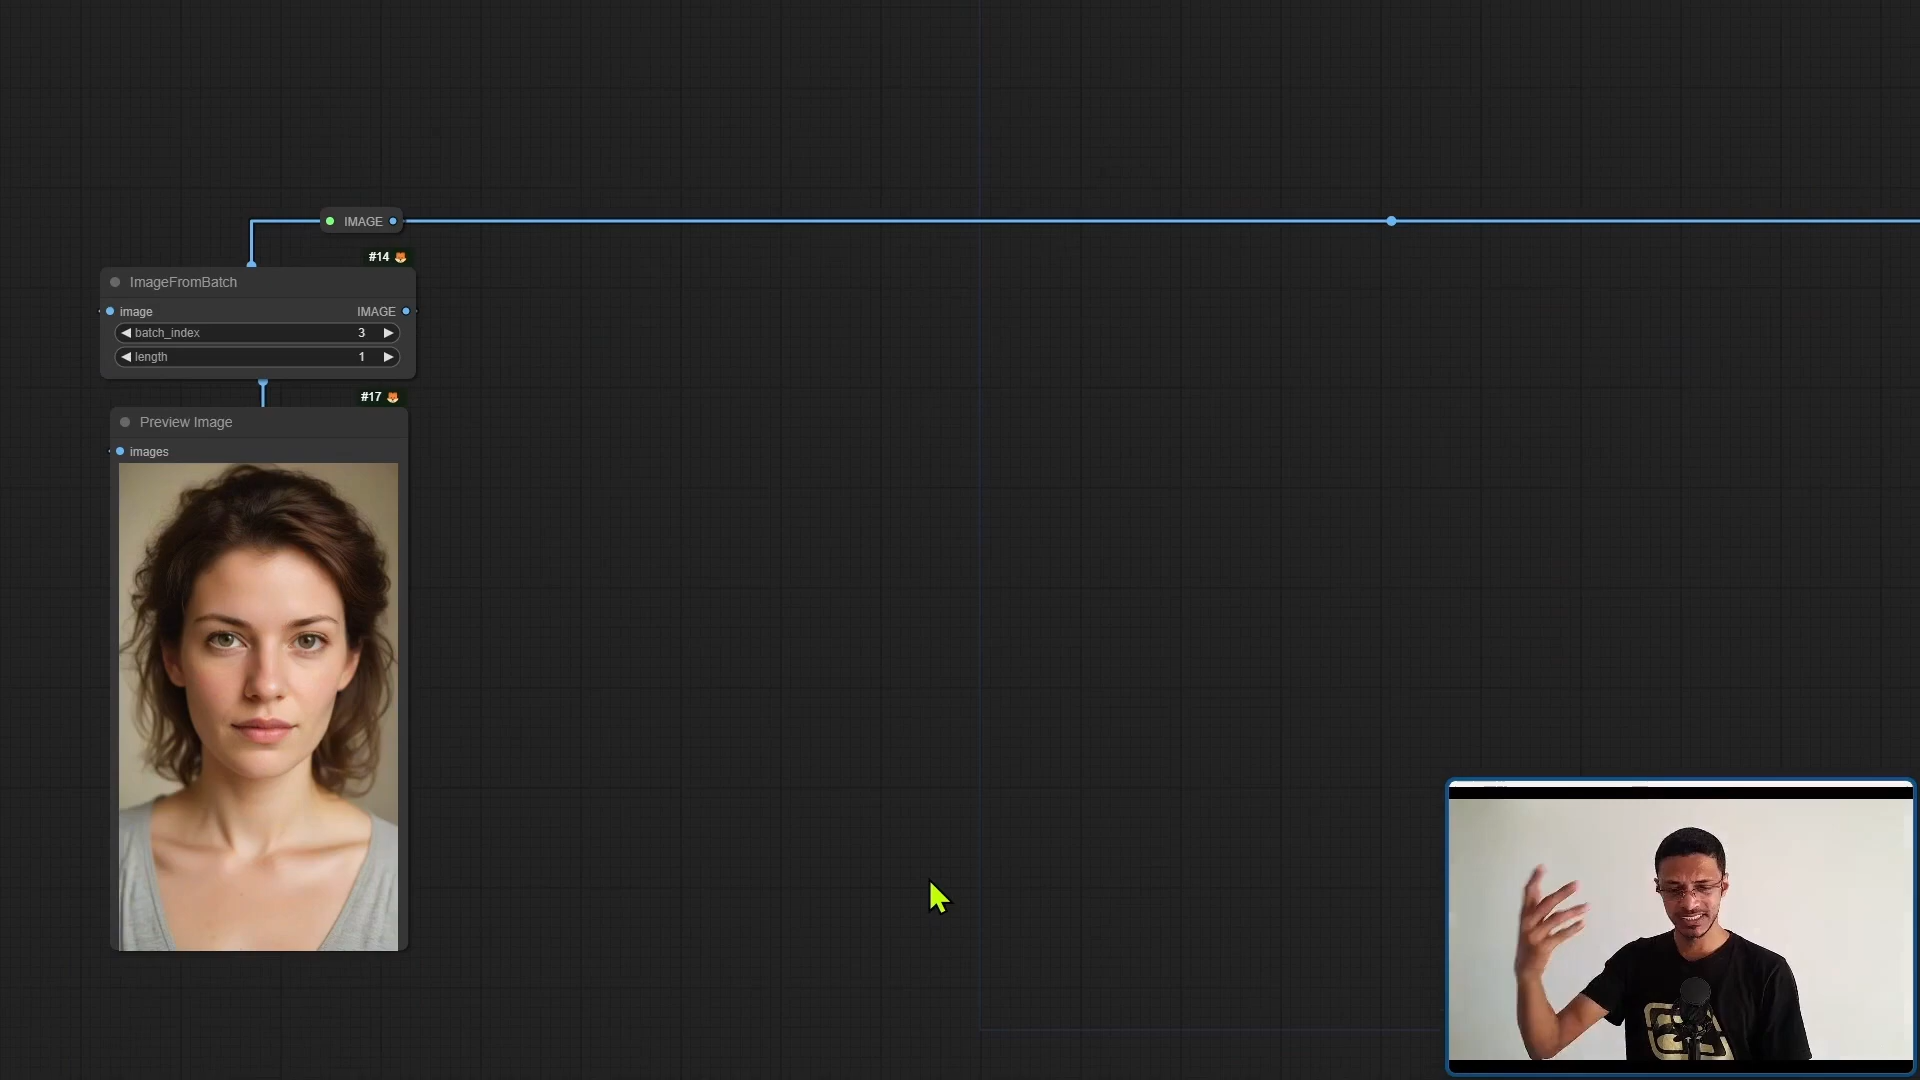 IMAGE
#14
ImageFromBatch
image IMAGE
batch_index 3
length 1
#17
Preview Image
images